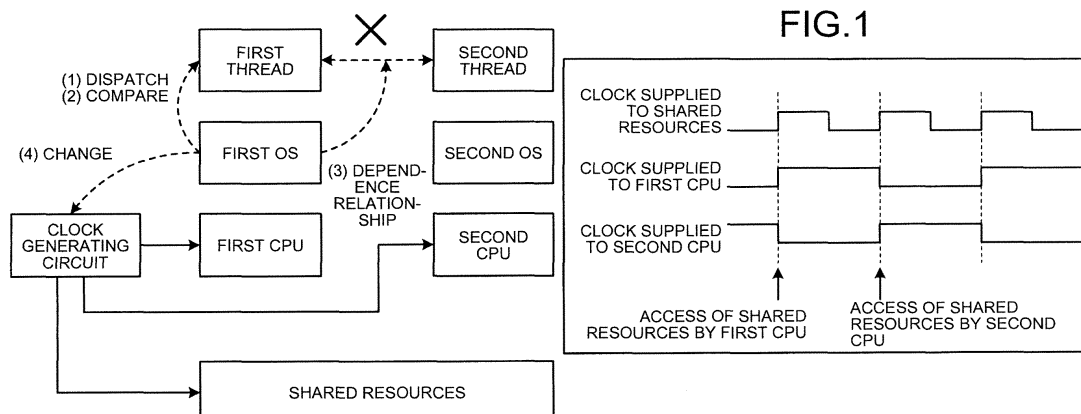 FIG.1
FIRST
THREAD
SECOND
THREAD
(1) DISPATCH
(2) COMPARE
(4) CHANGE
FIRST OS
SECOND OS
(3) DEPEND-
ENCE
RELATION-
SHIP
CLOCK
GENERATING
CIRCUIT
FIRST CPU
SECOND
CPU
SHARED RESOURCES
CLOCK SUPPLIED
TO SHARED
RESOURCES
CLOCK SUPPLIED
TO FIRST CPU
CLOCK SUPPLIED
TO SECOND CPU
ACCESS OF SHARED
RESOURCES BY FIRST CPU
ACCESS OF SHARED
RESOURCES BY SECOND
CPU